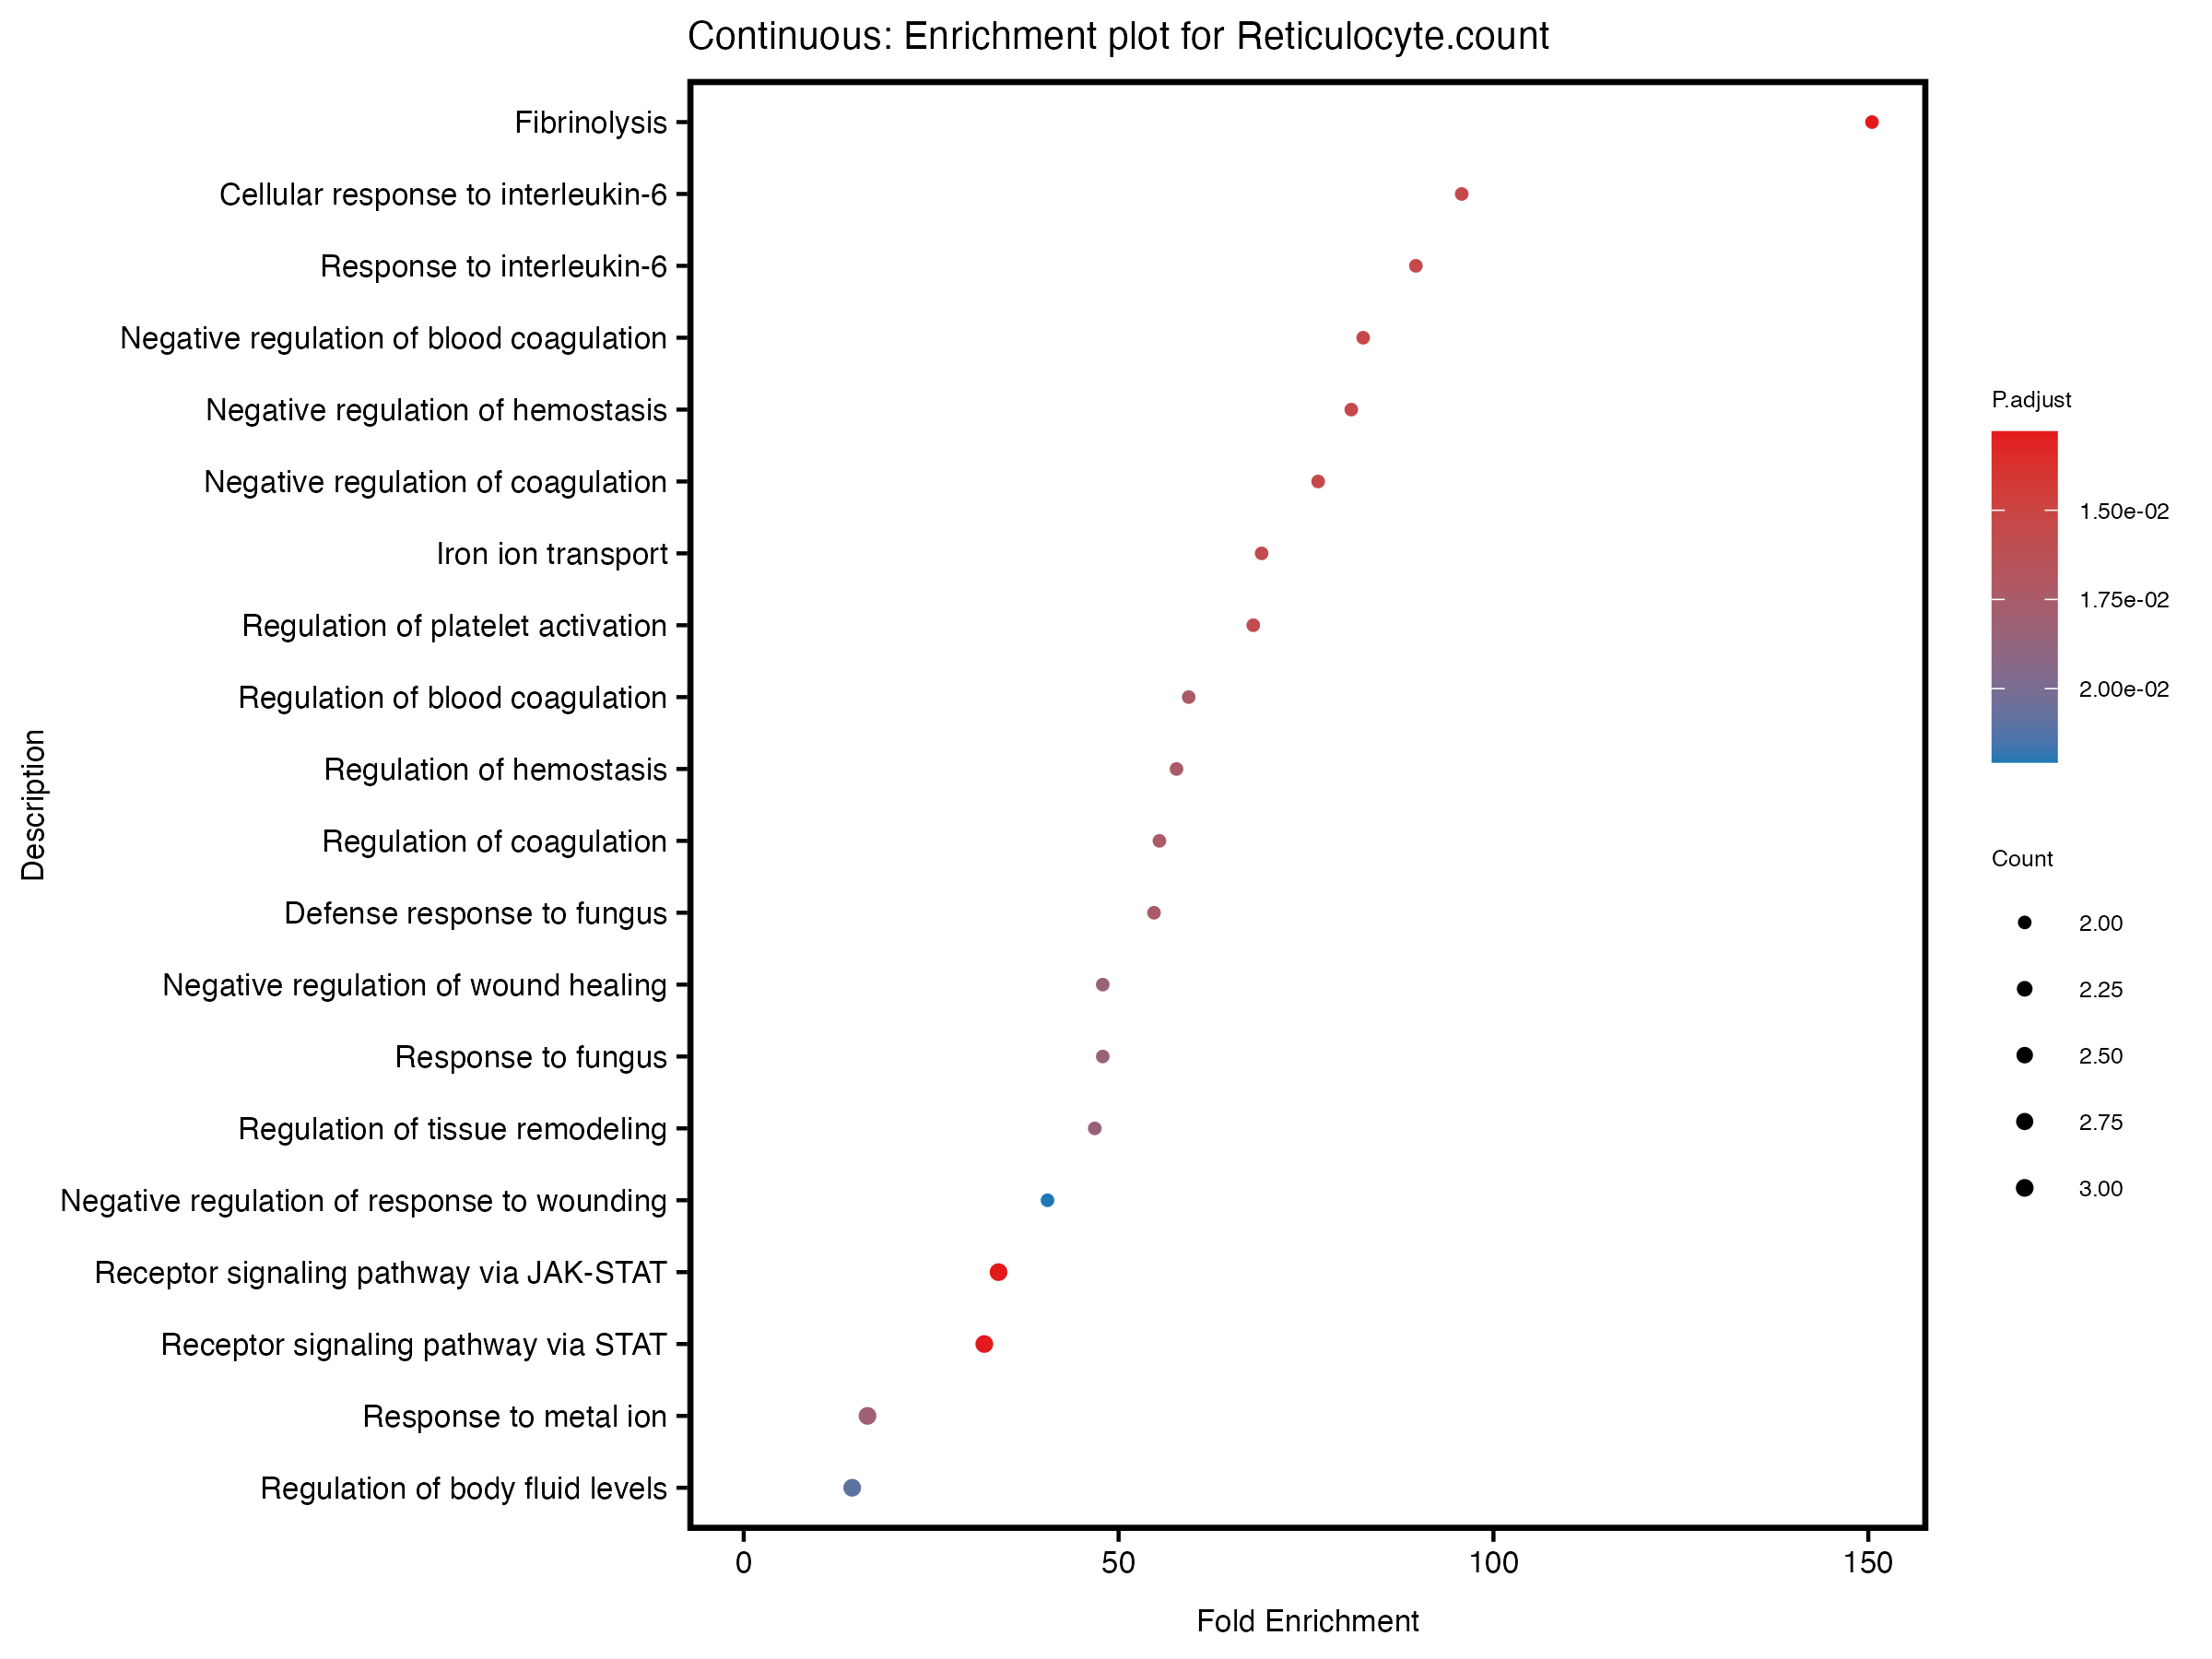 Continuous: Enrichment plot for Reticulocyte.count
Fibrinolysis
Cellular response to interleukin-6
Response to interleukin-6
Negative regulation of blood coagulation
Negative regulation of hemostasis
Negative regulation of coagulation
Iron ion transport
Regulation of platelet activation
Regulation of blood coagulation
Regulation of hemostasis
Regulation of coagulation
Defense response to fungus
Negative regulation of wound healing
Response to fungus
Regulation of tissue remodeling
Negative regulation of response to wounding
Receptor signaling pathway via JAK-STAT
Receptor signaling pathway via STAT
Response to metal ion
Regulation of body fluid levels
Description
0 50 100 150
Fold Enrichment
P.adjust
1.50e-02
1.75e-02
2.00e-02
Count
2.00
2.25
2.50
2.75
3.00